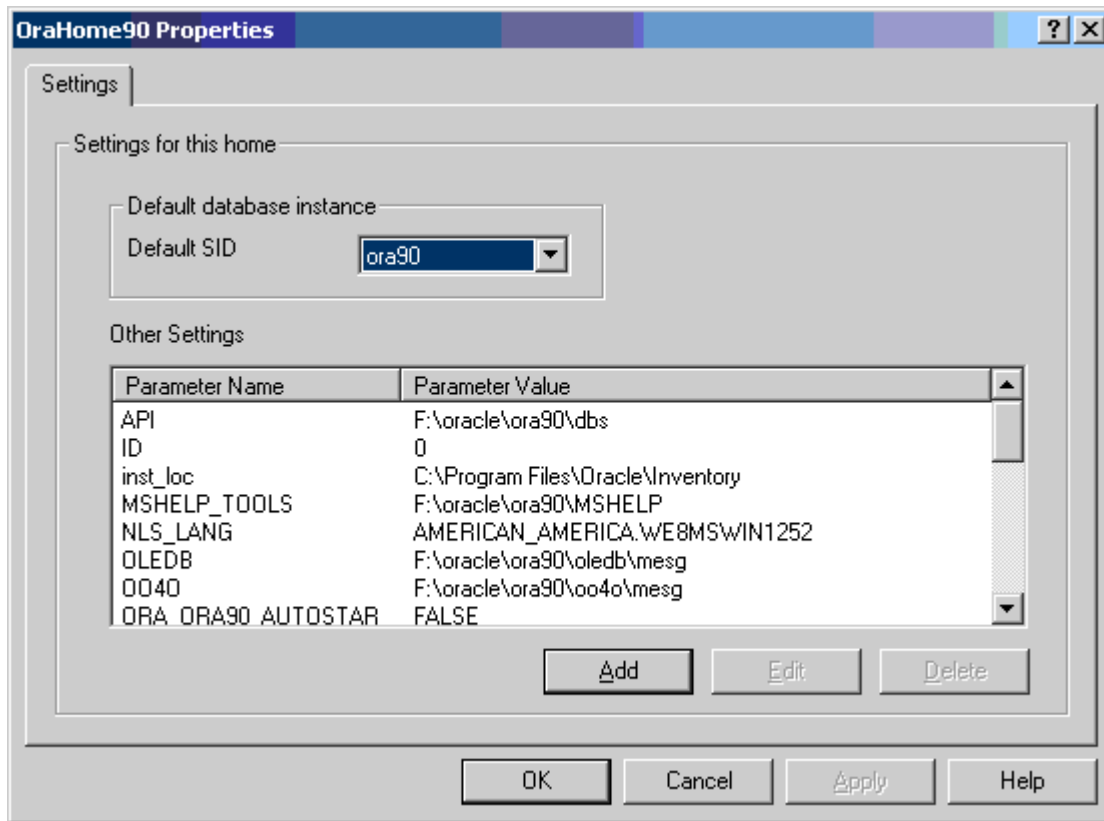 OraHome90 Properties
Settings
Settings for this home
Default database instance
Default SID ora90
Other Settings
Parameter Name Parameter Value
API F:\oracle\ora90\dbs
ID 0
inst_loc C:\Program Files\Oracle\Inventory
MSHELP_TOOLS F:\oracle\ora90\MSHELP
NLS_LANG AMERICAN_AMERICA.WE8MSWIN1252
OLEDB F:\oracle\ora90\oledb\mesg
OO4O F:\oracle\ora90\oo4o\mesg
ORA_ORA90_AUTOSTAR FALSE
Add Edit Delete
OK Cancel Apply Help